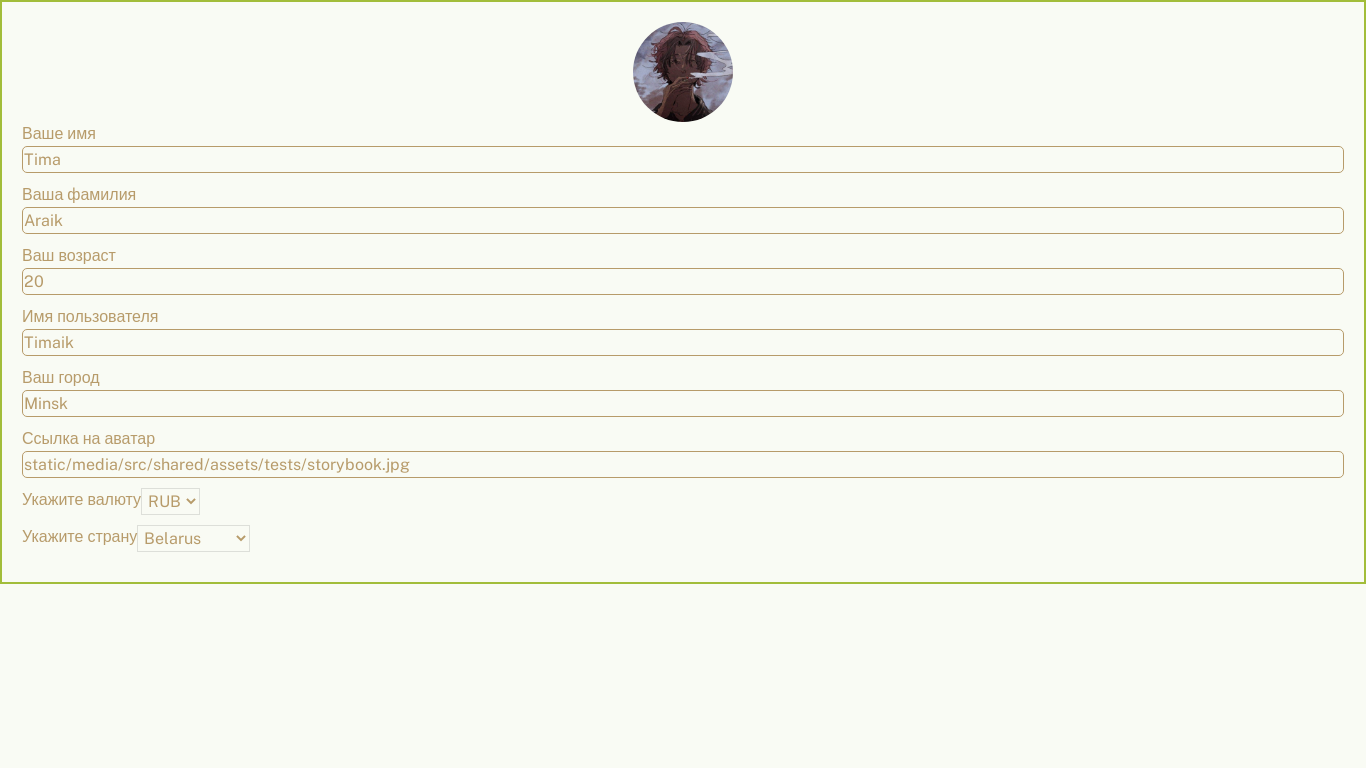 Ваше имя
Tima
Ваша фамилия
Araik
Ваш возраст
20
Имя пользователя
Timaik
Ваш город
Minsk
Ссылка на аватар
static/media/src/shared/assets/tests/storybook.jpg
Укажите валюту RUB
Укажите страну Belarus